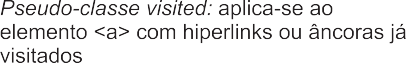 Pseudo-classe visited: aplica-se ao
elemento <a> com hiperlinks ou âncoras já
visitados